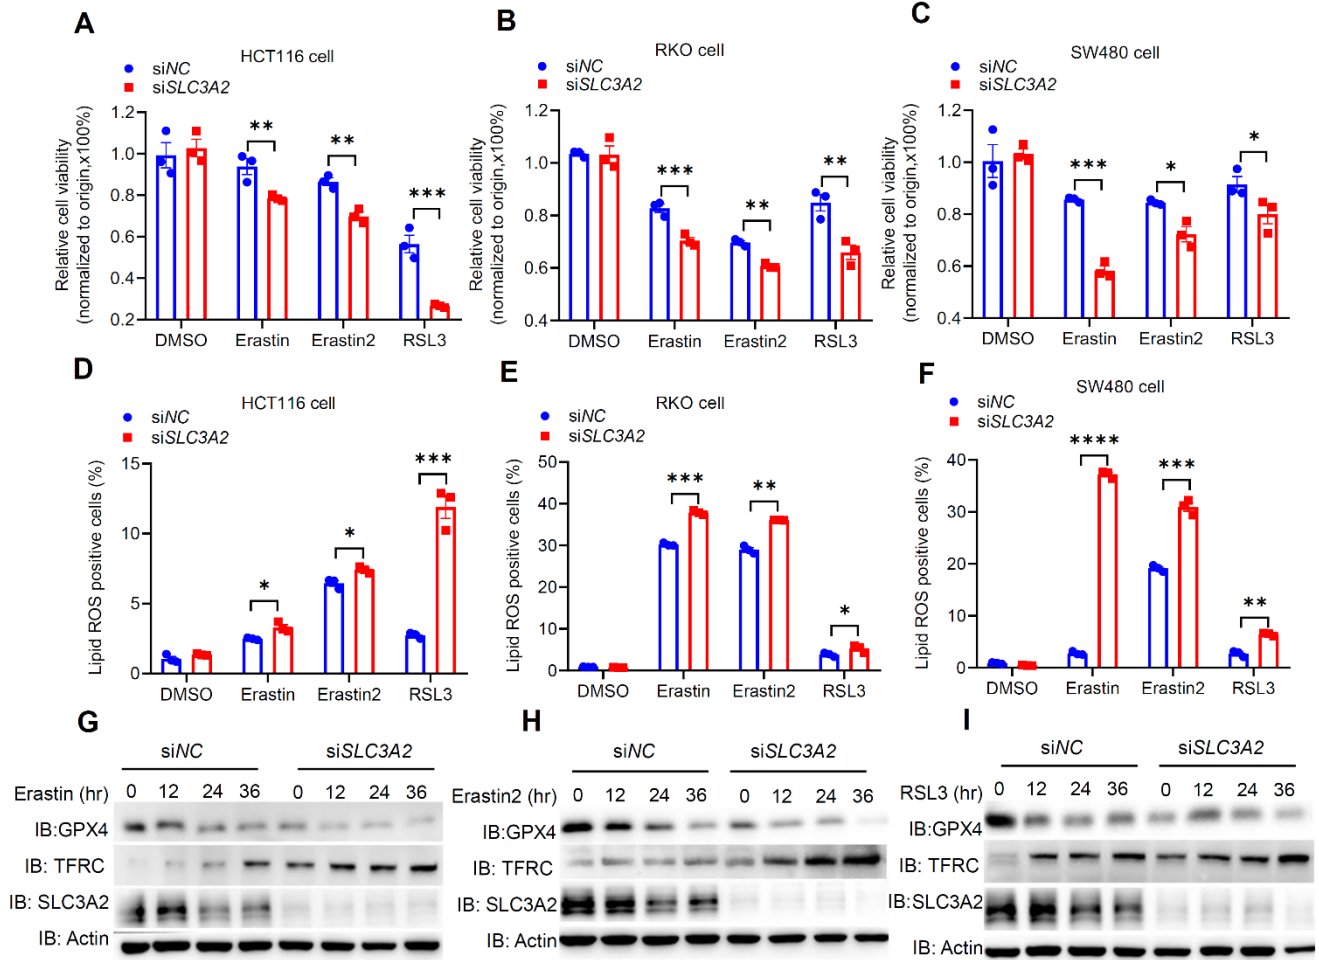 A
HCT116 cell
siNC
siSLC3A2
Relative cell viability
(normalized to origin,x100%)
1.2
1.0
0.8
0.6
0.4
0.2
** ** ***
DMSO Erastin Erastin2 RSL3
B
RKO cell
siNC
siSLC3A2
Relative cell viability
(normalized to origin,x100%)
1.2
1.0
0.8
0.6
0.4
*** ** **
DMSO Erastin Erastin2 RSL3
C
SW480 cell
siNC
siSLC3A2
Relative cell viability
(normalized to origin,x100%)
1.2
1.0
0.8
0.6
0.4
*** * *
DMSO Erastin Erastin2 RSL3
D
HCT116 cell
siNC
siSLC3A2
Lipid ROS positive cells (%)
15
10
5
0
* * ***
DMSO Erastin Erastin2 RSL3
E
RKO cell
siNC
siSLC3A2
Lipid ROS positive cells (%)
50
40
30
20
10
0
*** ** *
DMSO Erastin Erastin2 RSL3
F
SW480 cell
siNC
siSLC3A2
Lipid ROS positive cells (%)
40
30
20
10
0
**** *** **
DMSO Erastin Erastin2 RSL3
G
siNC siSLC3A2
Erastin (hr) 0 12 24 36 0 12 24 36
IB:GPX4
IB: TFRC
IB: SLC3A2
IB: Actin
H
siNC siSLC3A2
Erastin2 (hr) 0 12 24 36 0 12 24 36
IB:GPX4
IB: TFRC
IB: SLC3A2
IB: Actin
I
siNC siSLC3A2
RSL3 (hr) 0 12 24 36 0 12 24 36
IB:GPX4
IB: TFRC
IB:SLC3A2
IB: Actin